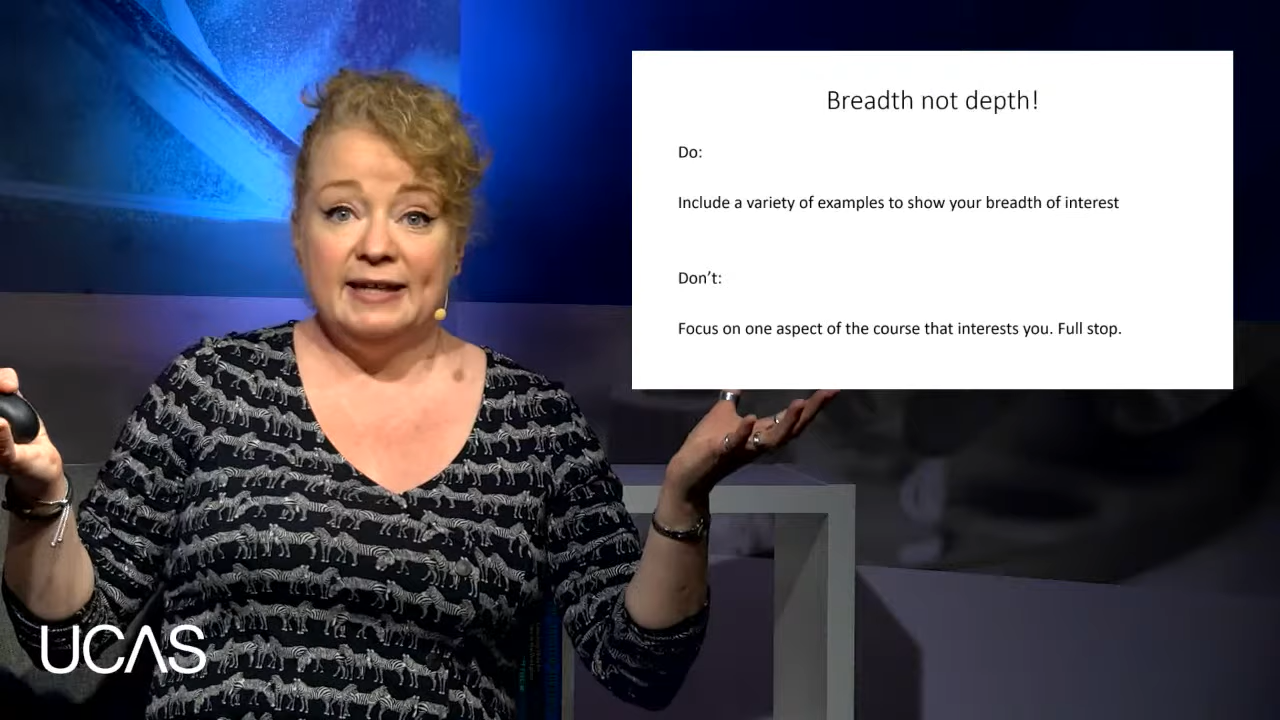 Breadth not depth!
Do:
Include a variety of examples to show your breadth of interest
Don't:
Focus on one aspect of the course that interests you. Full stop.
UCAS